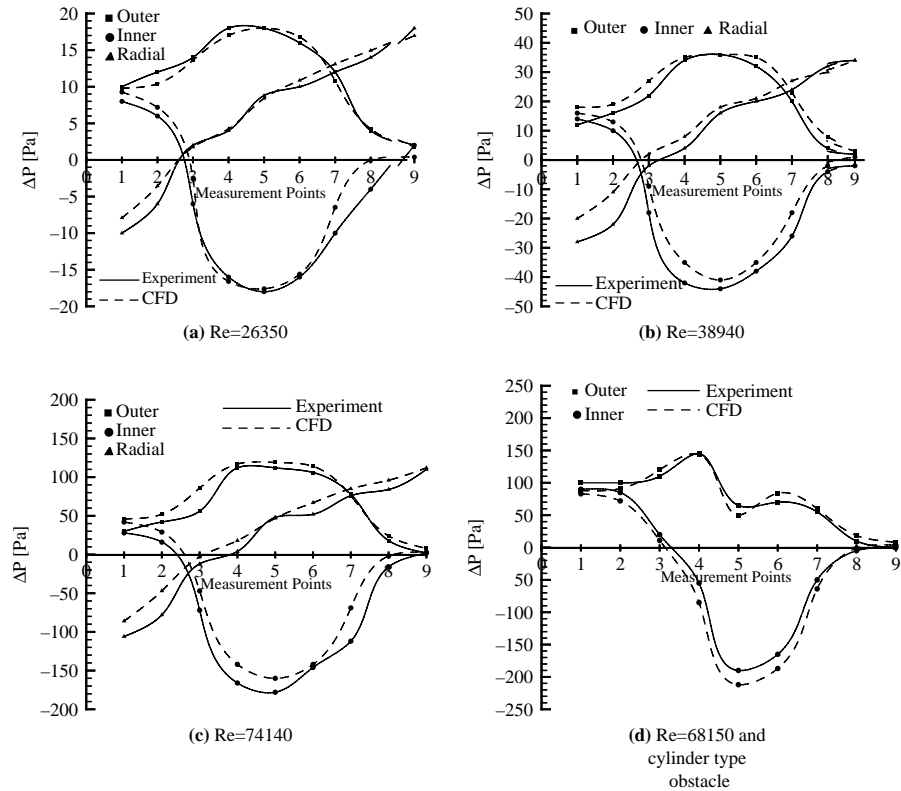 20
15
10
5
0
−5
−10
−15
−20
ΔP [Pa]
Outer
Inner
Radial
0 1 2 3 4 5 6 7 8 9
Measurement Points
Experiment
CFD
(a) Re=26350
50
40
30
20
10
0
−10
−20
−30
−40
−50
ΔP [Pa]
Outer Inner Radial
0 1 2 3 4 5 6 7 8 9
Measurement Points
Experiment
CFD
(b) Re=38940
200
150
100
50
0
−50
−100
−150
−200
ΔP [Pa]
Outer
Inner
Radial
Experiment
CFD
0 1 2 3 4 5 6 7 8 9
Measurement Points
(c) Re=74140
250
200
150
100
50
0
50
−100
−150
−200
−250
ΔP [Pa]
Outer
Inner
Experiment
CFD
0 1 2 3 4 5 6 7 8 9
Measurement Points
(d) Re=68150 and
cylinder type
obstacle